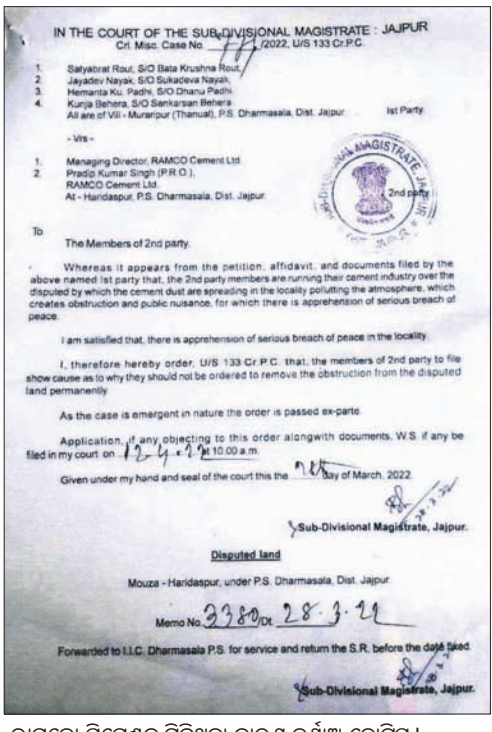 IN THE COURT OF THE SUB-DIVISIONAL MAGISTRATE : JAJPUR
Crl. Misc. Case No. /2022, U/S 133 Cr.P.C.
1. Satyabrat Rout, S/O Bata Krushna Rout,
2. Jayadev Nayak, S/O Sukadeva Nayak,
3. Hemanta Ku. Padhi, S/O Dhanu Padhi
4. Kunja Behera, S/O Sankarsan Behera
All are of Vill - Muraripur (Thanual), P.S. Dharmasala, Dist. Jajpur. Ist Party.
- Vrs -
1. Managing Director, RAMCO Cement Ltd.
2. Pradip Kumar Singh (P.R.O.),
RAMCO Cement Ltd.
At - Haridaspur, P.S. Dharmasala, Dist. Jajpur.
2nd party
SUB-DIVISIONAL MAGISTRATE, JAJPUR
To
The Members of 2nd party.
Whereas it appears from the petition, affidavit, and documents filed by the
above named Ist party that, the 2nd party members are running their cement industry over the
disputed by which the cement dust are spreading in the locality polluting the atmosphere, which
creates obstruction and public nuisance, for which there is apprehension of serious breach of
peace.
I am satisfied that, there is apprehension of serious breach of peace in the locality.
I, therefore hereby order, U/S 133 Cr.P.C. that, the members of 2nd party to file
show cause as to why they should not be ordered to remove the obstruction from the disputed
land permanently.
As the case is emergent in nature the order is passed ex-parte.
Application, if any objecting to this order alongwith documents, W.S. if any be
filed in my court on 12.4.22 at 10.00 a.m.
Given under my hand and seal of the court this the day of March, 2022.
28.3.22
Sub-Divisional Magistrate, Jajpur.
Disputed land
Mouza - Haridaspur, under P.S. Dharmasala, Dist. Jajpur.
Memo No. 3380 /Dt. 28.3.22
Forwarded to I.I.C. Dharmasala P.S. for service and return the S.R. before the date fixed.
Sub-Divisional Magistrate, Jajpur.